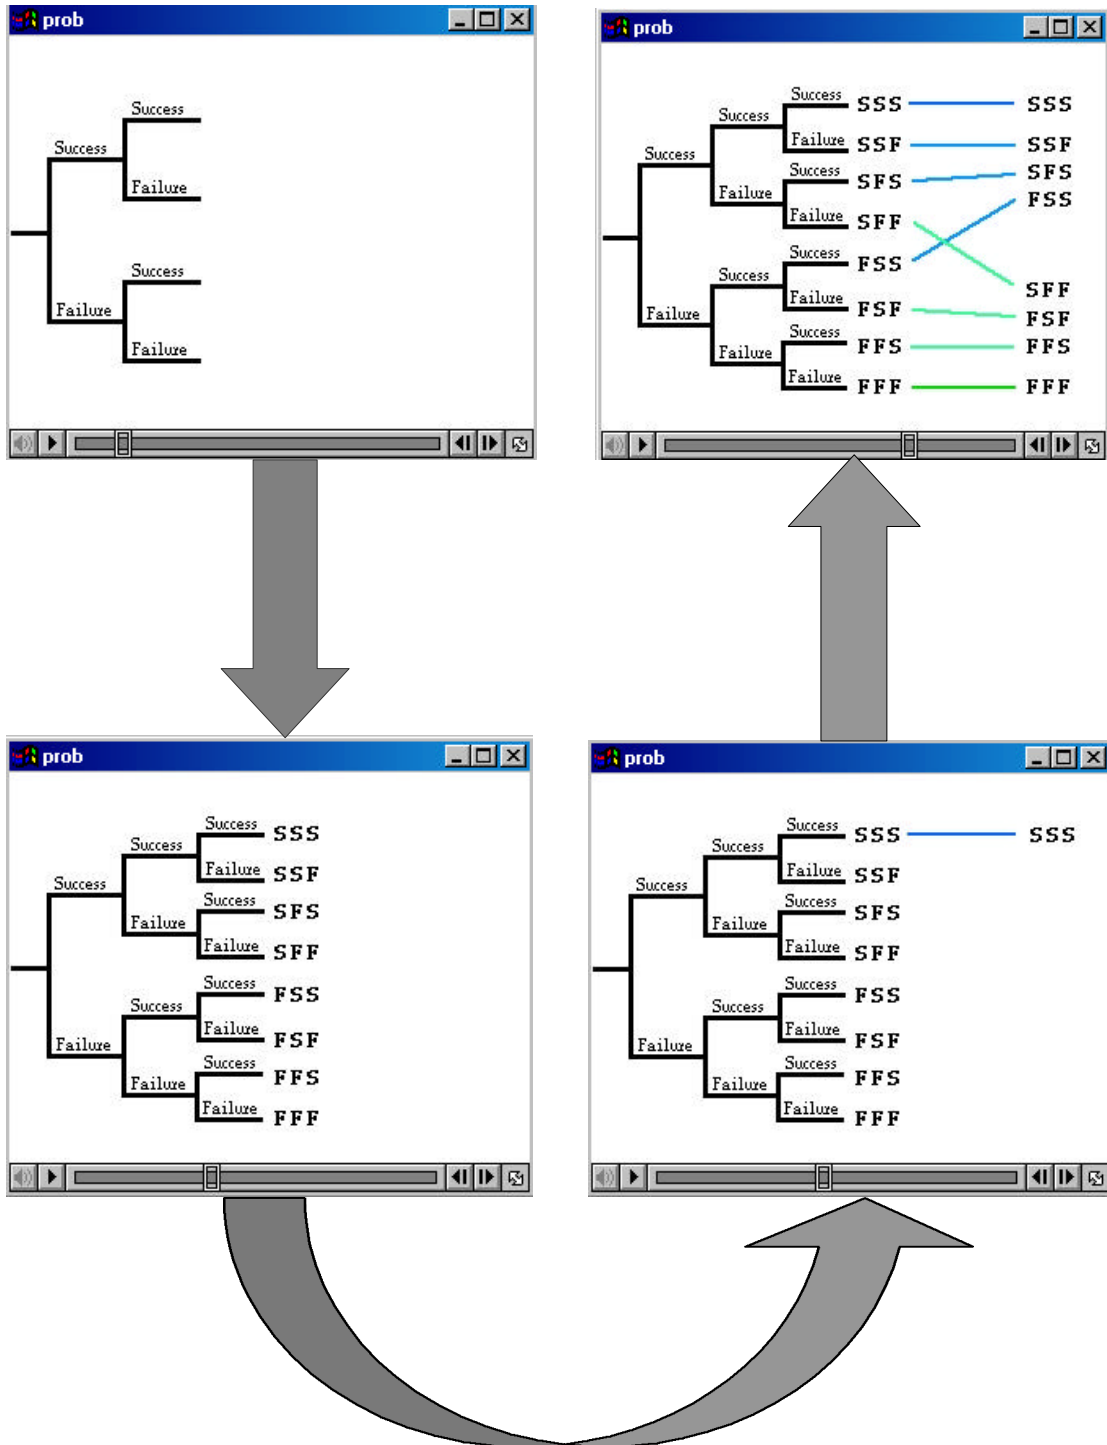 prob
Success
Success
Failure
Success
Failure
Failure
prob
Success SSS SSS
Success
Failure SSF SSF
Success
Success SFS SFS
Failure
FSS
Failure SFF
Success FSS
Success
SFF
Failure FSF
Failure
FSF
Success FFS FFS
Failure
Failure FFF FFF
prob
Success SSS
Success
Failure SSF
Success
Success SFS
Failure
Failure SFF
Success FSS
Success
Failure FSF
Failure
Success FFS
Failure
Failure FFF
prob
Success SSS SSS
Success
Failure SSF
Success
Success SFS
Failure
Failure SFF
Success FSS
Success
Failure FSF
Failure
Success FFS
Failure
Failure FFF